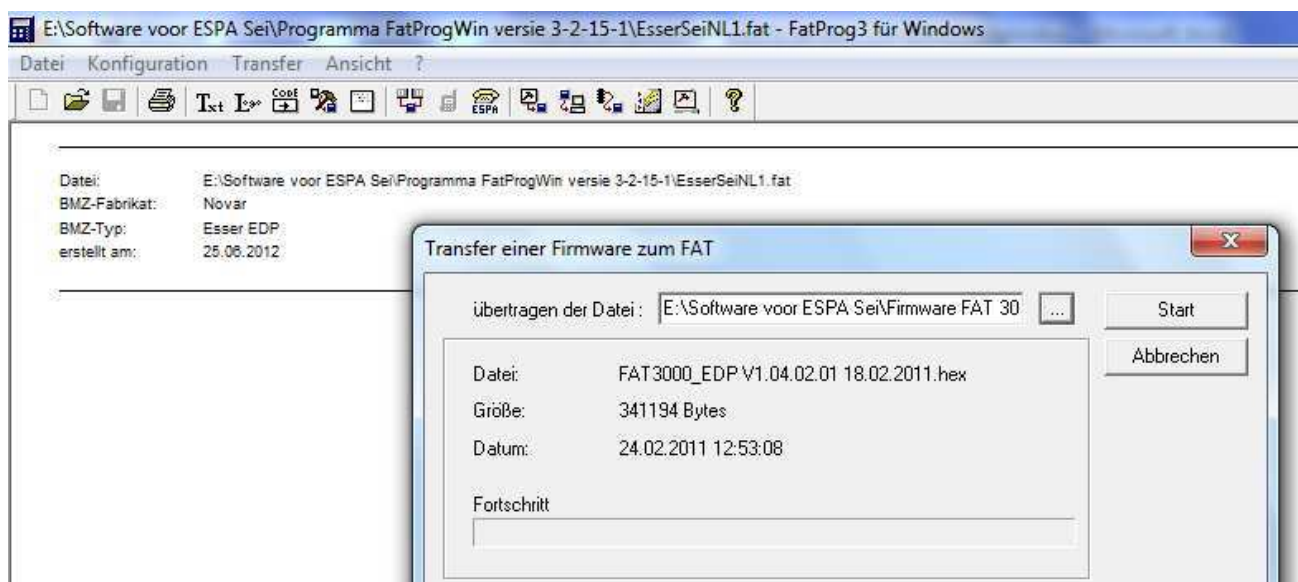 E:\Software voor ESPA Sei\Programma FatProgWin versie 3-2-15-1\EsserSeiNL1.fat - FatProg3 für Windows
Datei Konfiguration Transfer Ansicht ?
Txt Code ESPA ?
Datei: E:\Software voor ESPA Sei\Programma FatProgWin versie 3-2-15-1\EsserSeiNL1.fat
BMZ-Fabrikat: Novar
BMZ-Typ: Esser EDP
erstellt am: 25.06.2012
Transfer einer Firmware zum FAT
übertragen der Datei : E:\Software voor ESPA Sei\Firmware FAT 30 ... Start
Abbrechen
Datei: FAT3000_EDP V1.04.02.01 18.02.2011.hex
Größe: 341194 Bytes
Datum: 24.02.2011 12:53:08
Fortschritt